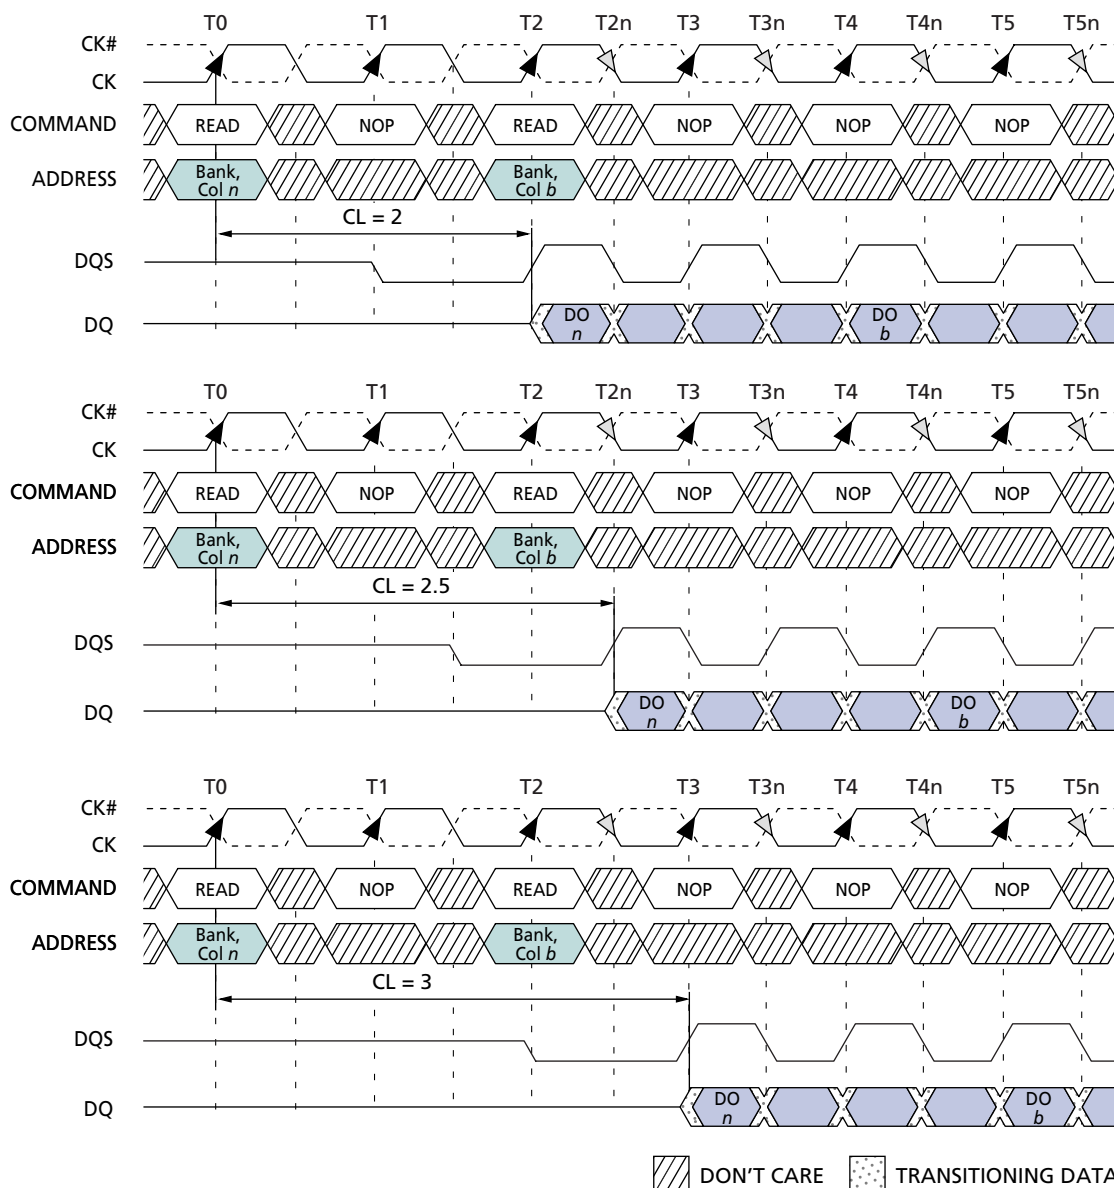 T0 T1 T2 T2n T3 T3n T4 T4n T5 T5n
CK#
CK
COMMAND READ NOP READ NOP NOP NOP
ADDRESS Bank, Col n Bank, Col b
CL = 2
DQS
DQ DO n DO b
T0 T1 T2 T2n T3 T3n T4 T4n T5 T5n
CK#
CK
COMMAND READ NOP READ NOP NOP NOP
ADDRESS Bank, Col n Bank, Col b
CL = 2.5
DQS
DQ DO n DO b
T0 T1 T2 T3 T3n T4 T4n T5 T5n
CK#
CK
COMMAND READ NOP READ NOP NOP NOP
ADDRESS Bank, Col n Bank, Col b
CL = 3
DQS
DQ DO n DO b
DON'T CARE TRANSITIONING DATA